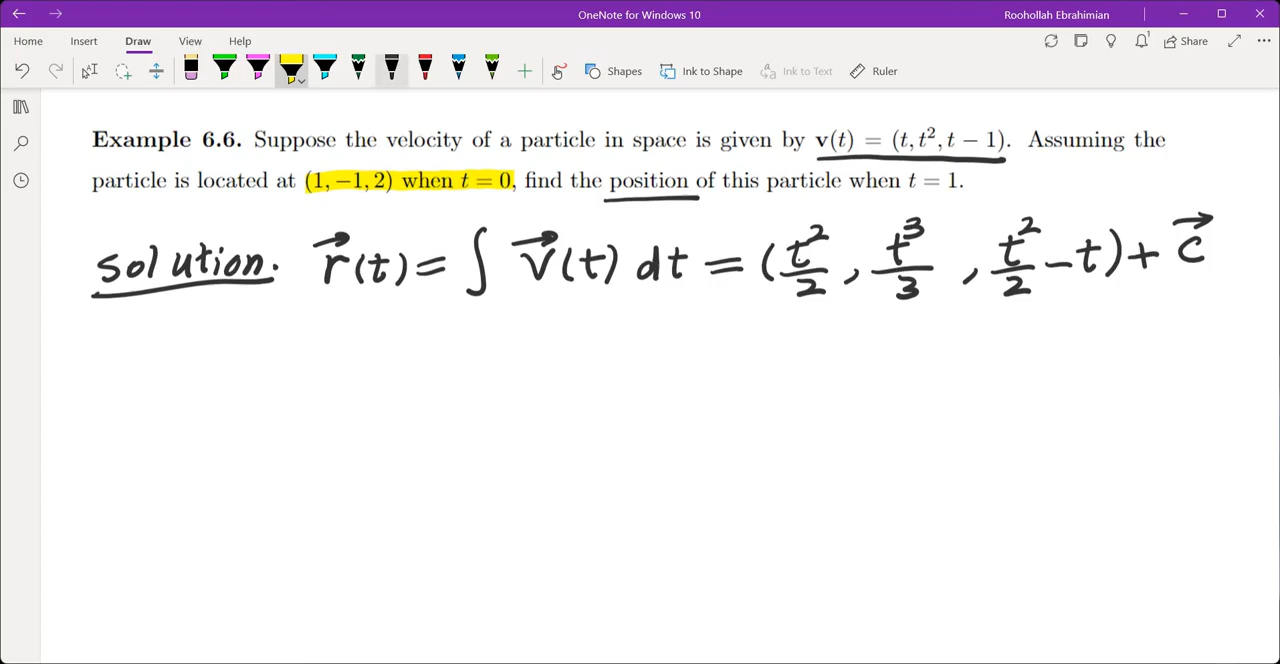 OneNote for Windows 10
Roohollah Ebrahimian
Home Insert Draw View Help
Share
Shapes Ink to Shape Ink to Text Ruler
Example 6.6. Suppose the velocity of a particle in space is given by v(t) = (t, t², t − 1). Assuming the
particle is located at (1, −1, 2) when t = 0, find the position of this particle when t = 1.
solution. r⃗(t) = ∫ v⃗(t) dt = (t²/2, t³/3, t²/2 − t) + c⃗